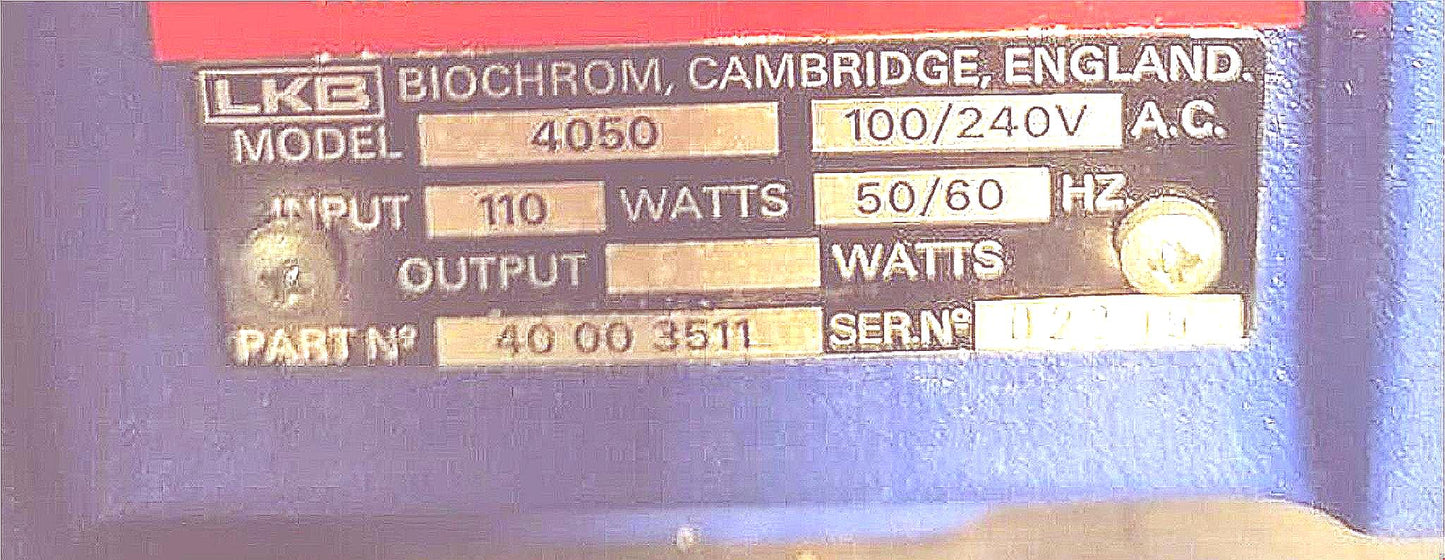 LKB BIOCHROM, CAMBRIDGE, ENGLAND.
MODEL 4050 100/240V A.C.
INPUT 110 WATTS 50/60 HZ.
OUTPUT WATTS
PART Nº 40 00 3511 SER.Nº